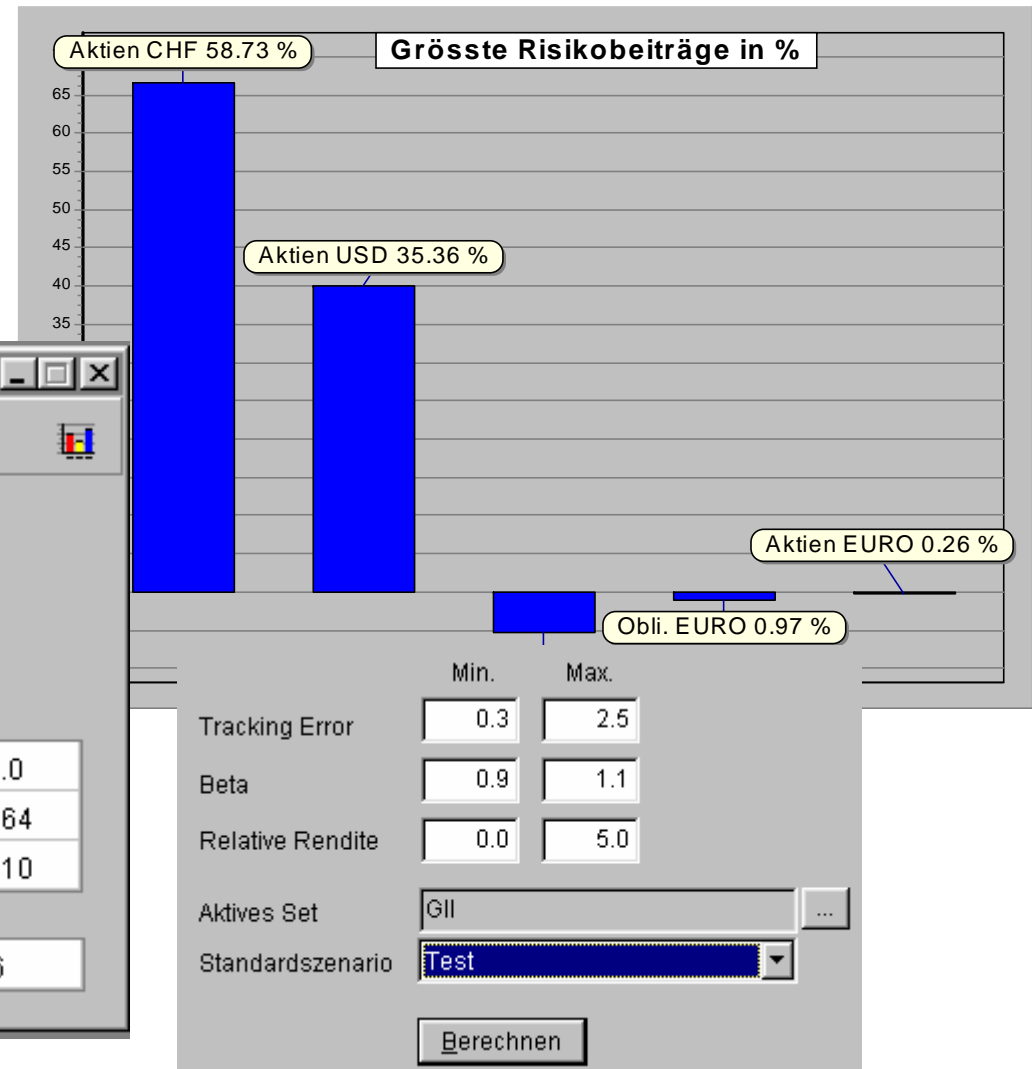 Aktien CHF 58.73 %
Grösste Risikobeiträge in %
65
60
55
50
45
Aktien USD 35.36 %
40
35
Aktien EURO 0.26 %
Obli. EURO 0.97 %
.0
64
10
Min. Max.
Tracking Error 0.3 2.5
Beta 0.9 1.1
Relative Rendite 0.0 5.0
Aktives Set GII ...
Standardszenario Test
Berechnen